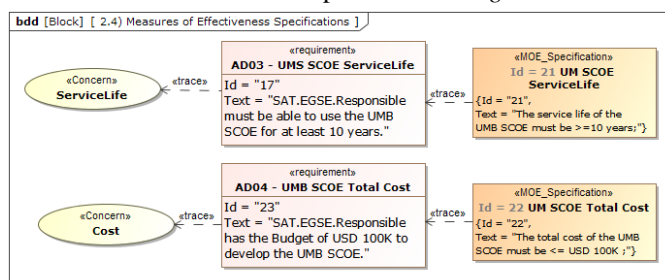 bdd [Block] [ 2.4) Measures of Effectiveness Specifications ]
«Concern»
ServiceLife
«trace»
«requirement»
AD03 - UMS SCOE ServiceLife
Id = "17"
Text = "SAT.EGSE.Responsible
must be able to use the UMB
SCOE for at least 10 years."
«trace»
«MOE_Specification»
Id = 21 UM SCOE
ServiceLife
{Id = "21",
Text = "The service life of the
UMB SCOE must be >=10 years;"}
«Concern»
Cost
«trace»
«requirement»
AD04 - UMB SCOE Total Cost
Id = "23"
Text = "SAT.EGSE.Responsible
has the Budget of USD 100K to
develop the UMB SCOE."
«trace»
«MOE_Specification»
Id = 22 UM SCOE Total Cost
{Id = "22",
Text = "The total cost of the UMB
SCOE must be <= USD 100K ;"}